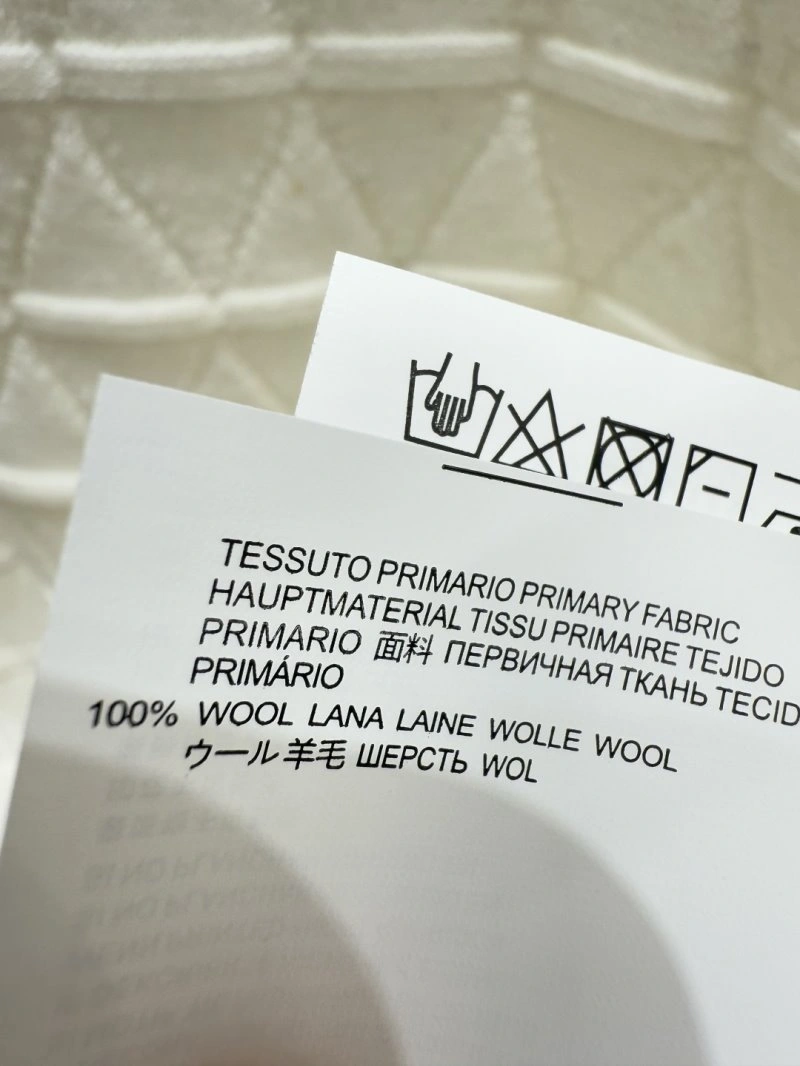 TESSUTO PRIMARIO PRIMARY FABRIC
HAUPTMATERIAL TISSU PRIMAIRE TEJIDO
PRIMARIO 面料 ПЕРВИЧНАЯ ТКАНЬ TECID
PRIMÁRIO
100% WOOL LANA LAINE WOLLE WOOL
ウール 羊毛 ШЕРСТЬ WOL